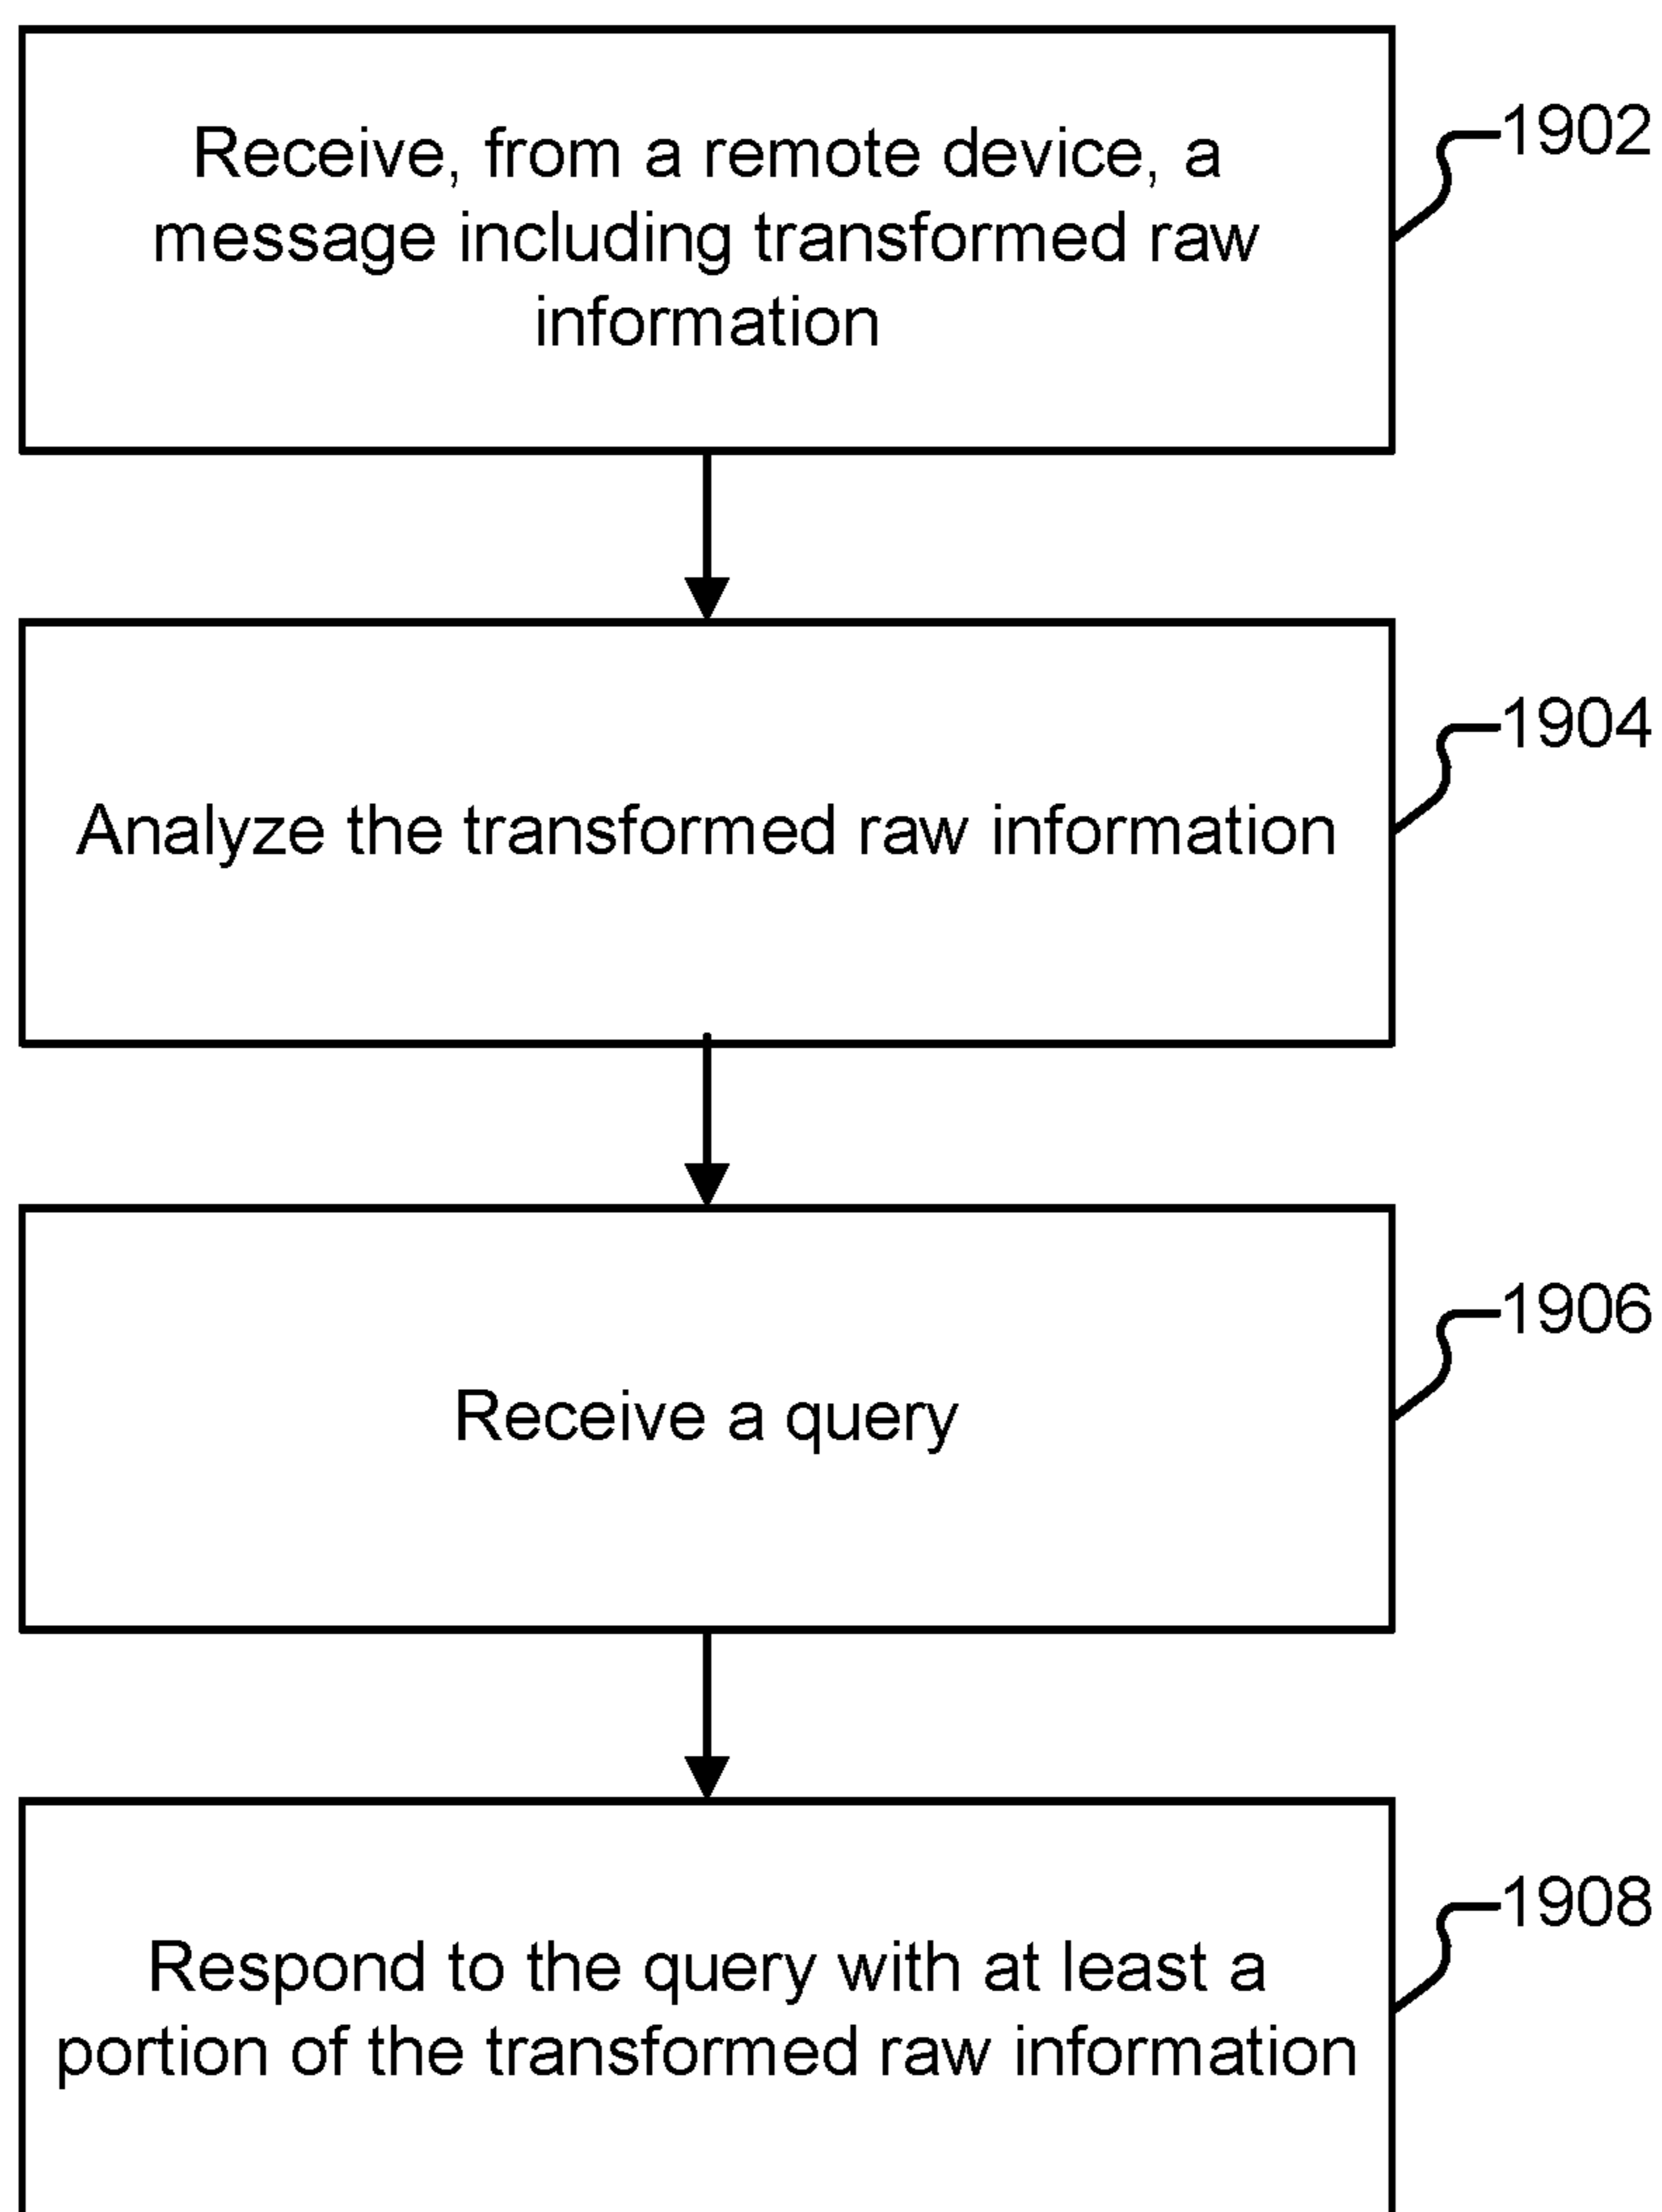 Receive, from a remote device, a
message including transformed raw
information
1902
Analyze the transformed raw information
1904
Receive a query
1906
Respond to the query with at least a
portion of the transformed raw information
1908